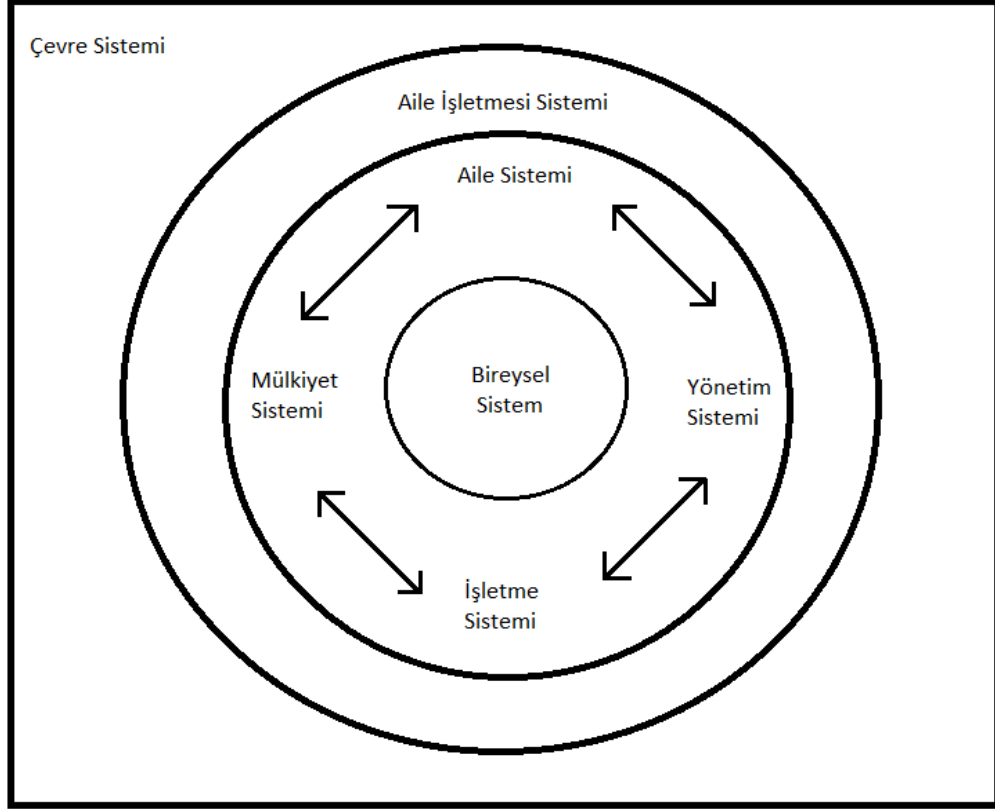 Çevre Sistemi
Aile İşletmesi Sistemi
Aile Sistemi
Mülkiyet
Sistemi
Bireysel
Sistem
Yönetim
Sistemi
İşletme
Sistemi